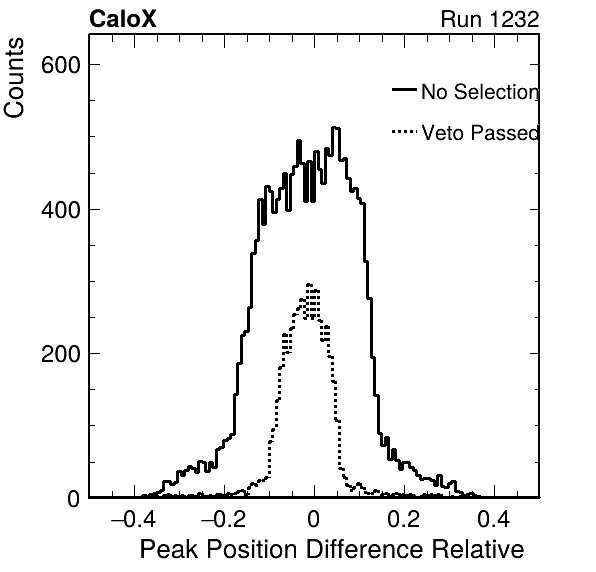 CaloX Run 1232
Counts
600
No Selection
Veto Passed
400
200
0
−0.4 −0.2 0 0.2 0.4
Peak Position Difference Relative